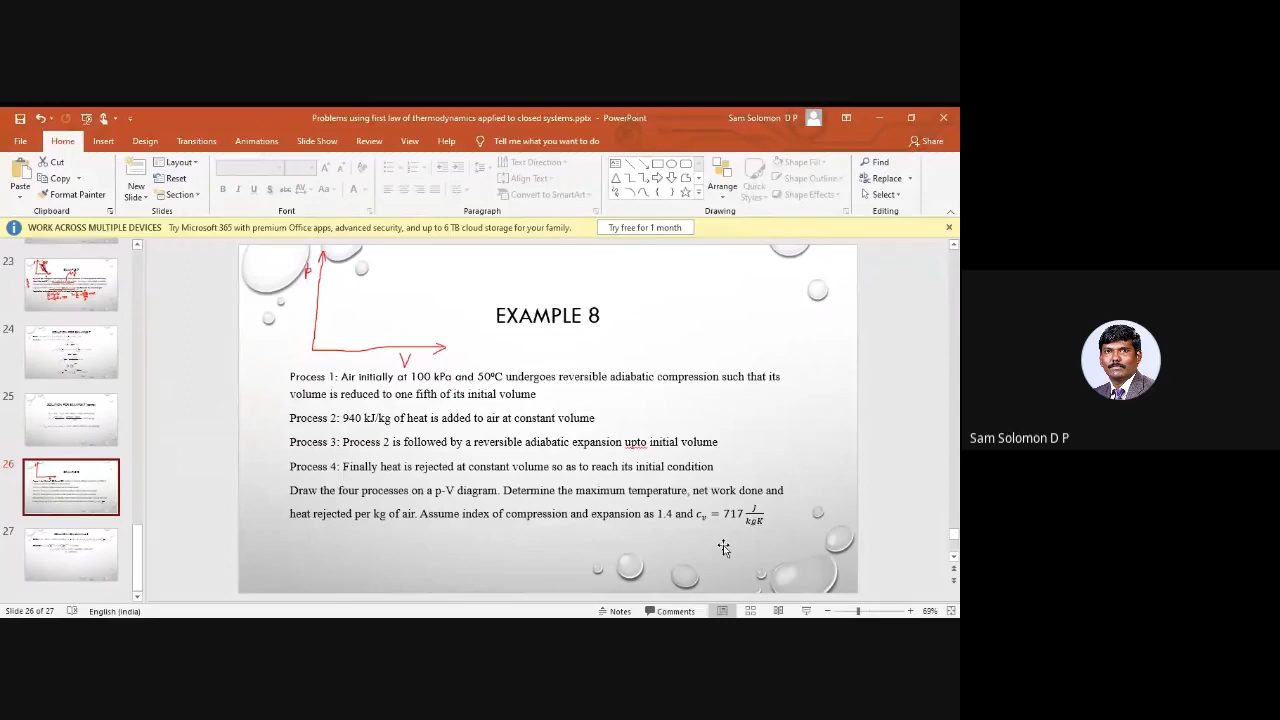 Problems using first law of thermodynamics applied to closed systems.pptx - PowerPoint
Sam Solomon D P
File Home Insert Design Transitions Animations Slide Show Review View Help Tell me what you want to do Share
Paste
Cut
Copy
Format Painter
Clipboard
New Slide
Layout
Reset
Section
Slides
B I U S abc AV Aa A
Font
Text Direction
Align Text
Convert to SmartArt
Paragraph
Arrange
Quick Styles
Shape Fill
Shape Outline
Shape Effects
Drawing
Find
Replace
Select
Editing
WORK ACROSS MULTIPLE DEVICES Try Microsoft 365 with premium Office apps, advanced security, and up to 6 TB cloud storage for your family. Try free for 1 month
23
24
25
26
27
P
V
EXAMPLE 8
Process 1: Air initially at 100 kPa and 50⁰C undergoes reversible adiabatic compression such that its
volume is reduced to one fifth of its initial volume
Process 2: 940 kJ/kg of heat is added to air at constant volume
Process 3: Process 2 is followed by a reversible adiabatic expansion upto initial volume
Process 4: Finally heat is rejected at constant volume so as to reach its initial condition
Draw the four processes on a p-V diagram. Determine the maximum temperature, net work done and
heat rejected per kg of air. Assume index of compression and expansion as 1.4 and c_v = 717 J/kgK
Sam Solomon D P
Slide 26 of 27 English (India) Notes Comments 69%